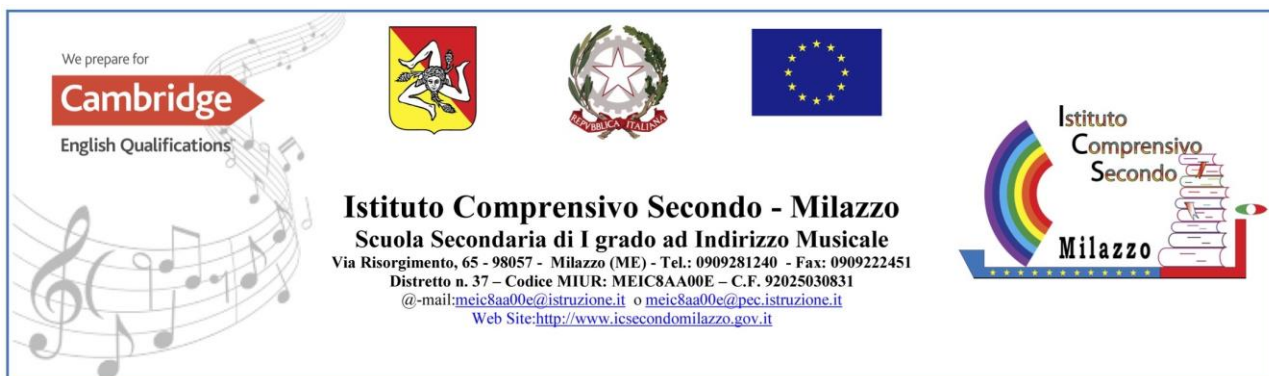 We prepare for
Cambridge
English Qualifications
REPVBBLICA ITALIANA
Istituto
Comprensivo
Secondo
Milazzo
Istituto Comprensivo Secondo - Milazzo
Scuola Secondaria di I grado ad Indirizzo Musicale
Via Risorgimento, 65 - 98057 - Milazzo (ME) - Tel.: 0909281240 - Fax: 0909222451
Distretto n. 37 – Codice MIUR: MEIC8AA00E – C.F. 92025030831
@-mail:meic8aa00e@istruzione.it o meic8aa00e@pec.istruzione.it
Web Site:http://www.icsecondomilazzo.gov.it